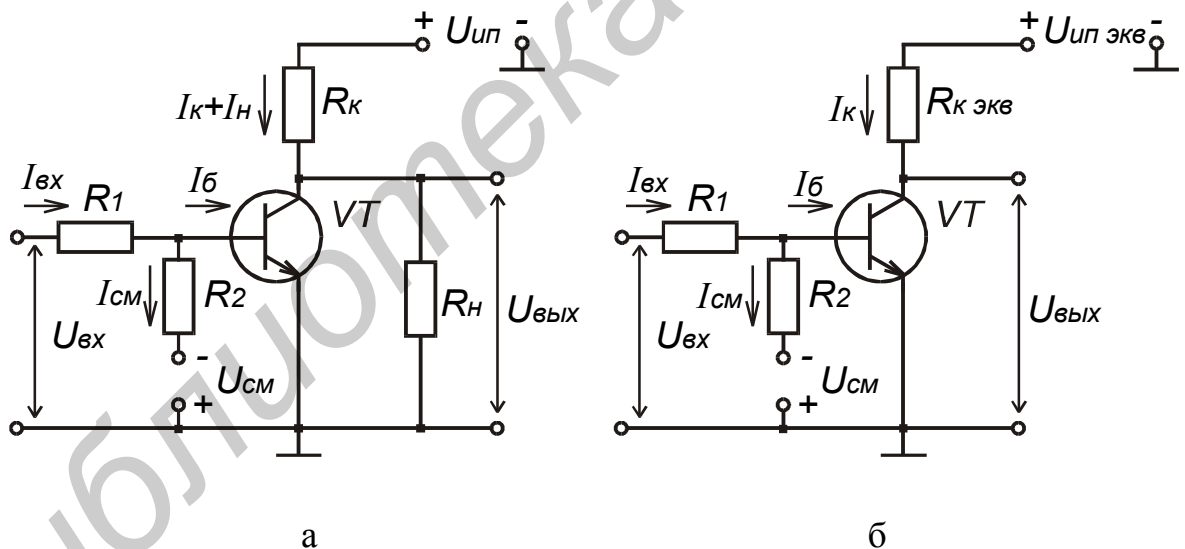 + Uип -
Iк+Iн Rк
Iвх R1 Iб VT
Iсм R2 Rн
Uвх Uвых
-
Uсм
+
а
+ Uип экв -
Iк Rк экв
Iвх R1 Iб VT
Iсм R2
Uвх Uвых
-
Uсм
+
б
блиотека